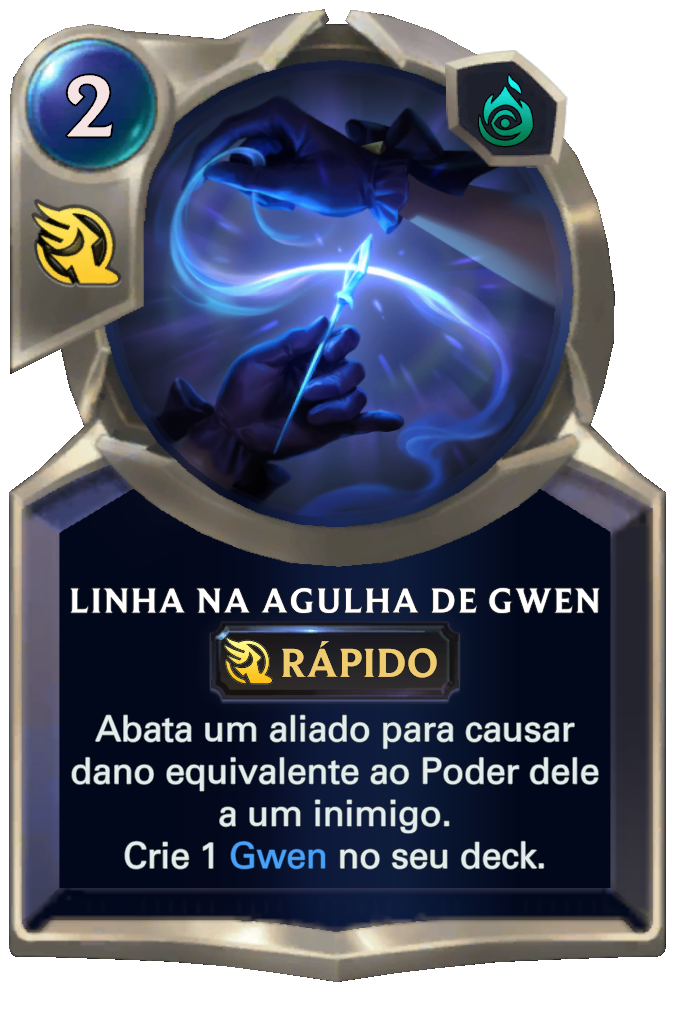 2
LINHA NA AGULHA DE GWEN
RÁPIDO
Abata um aliado para causar
dano equivalente ao Poder dele
a um inimigo.
Crie 1 Gwen no seu deck.